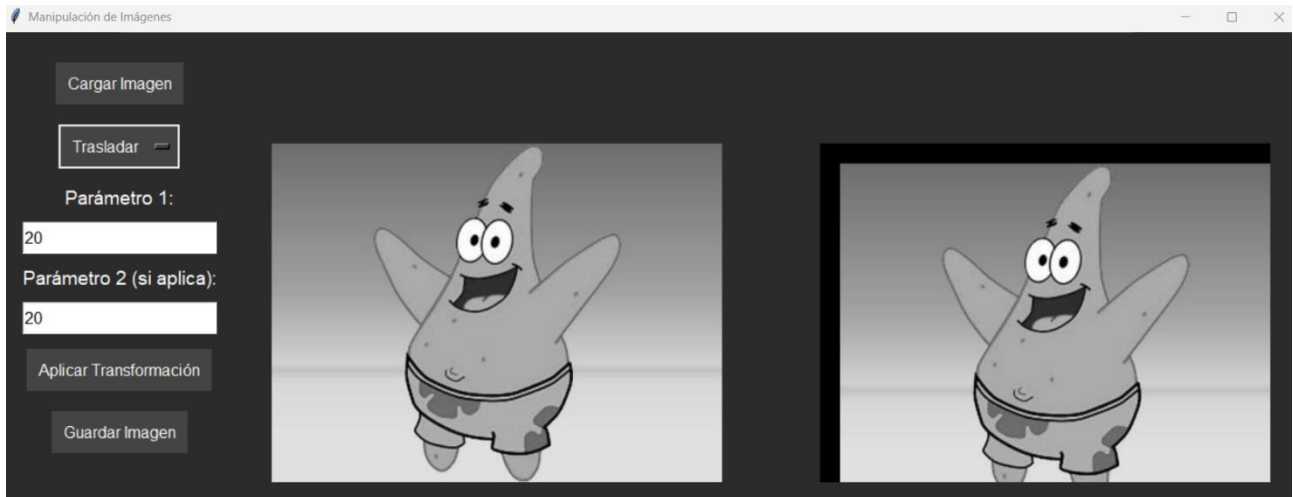 Manipulación de Imágenes
Cargar Imagen
Trasladar
Parámetro 1:
20
Parámetro 2 (si aplica):
20
Aplicar Transformación
Guardar Imagen